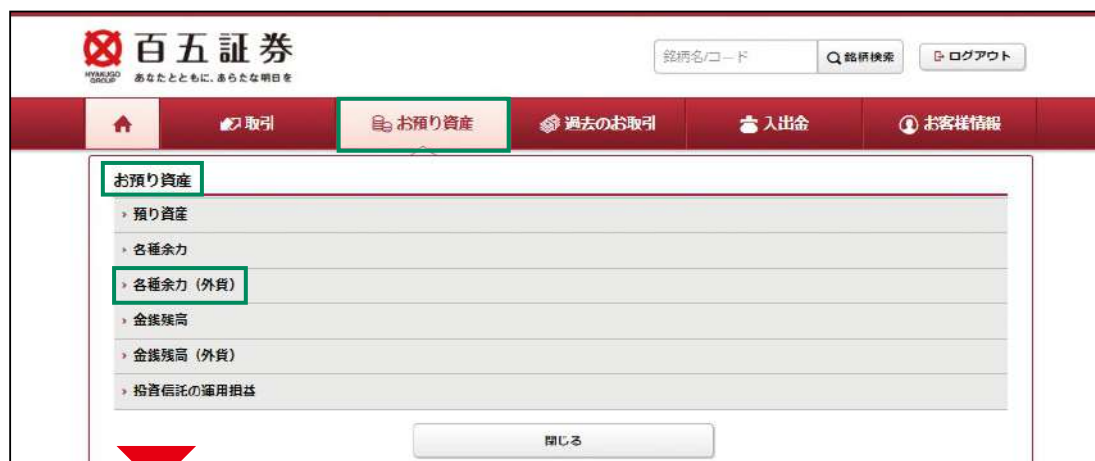 百五証券
HYAKUGO GROUP あなたとともに、あらたな明日を
銘柄名/コード 銘柄検索 ログアウト
取引 お預り資産 過去のお取引 入出金 お客様情報
お預り資産
預り資産
各種余力
各種余力（外貨）
金銭残高
金銭残高（外貨）
投資信託の運用損益
閉じる